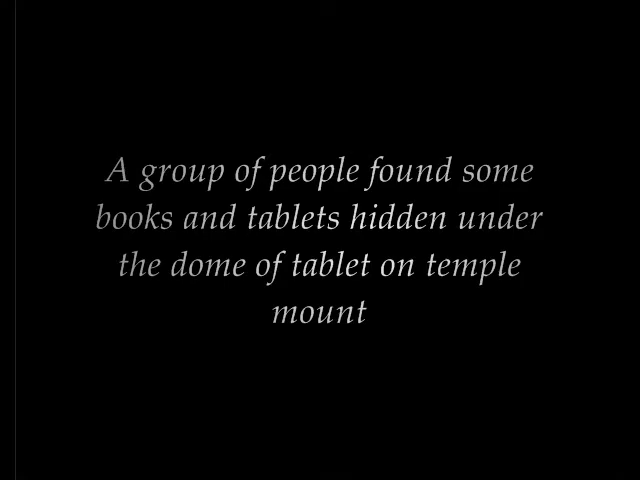 A group of people found some
books and tablets hidden under
the dome of tablet on temple
mount